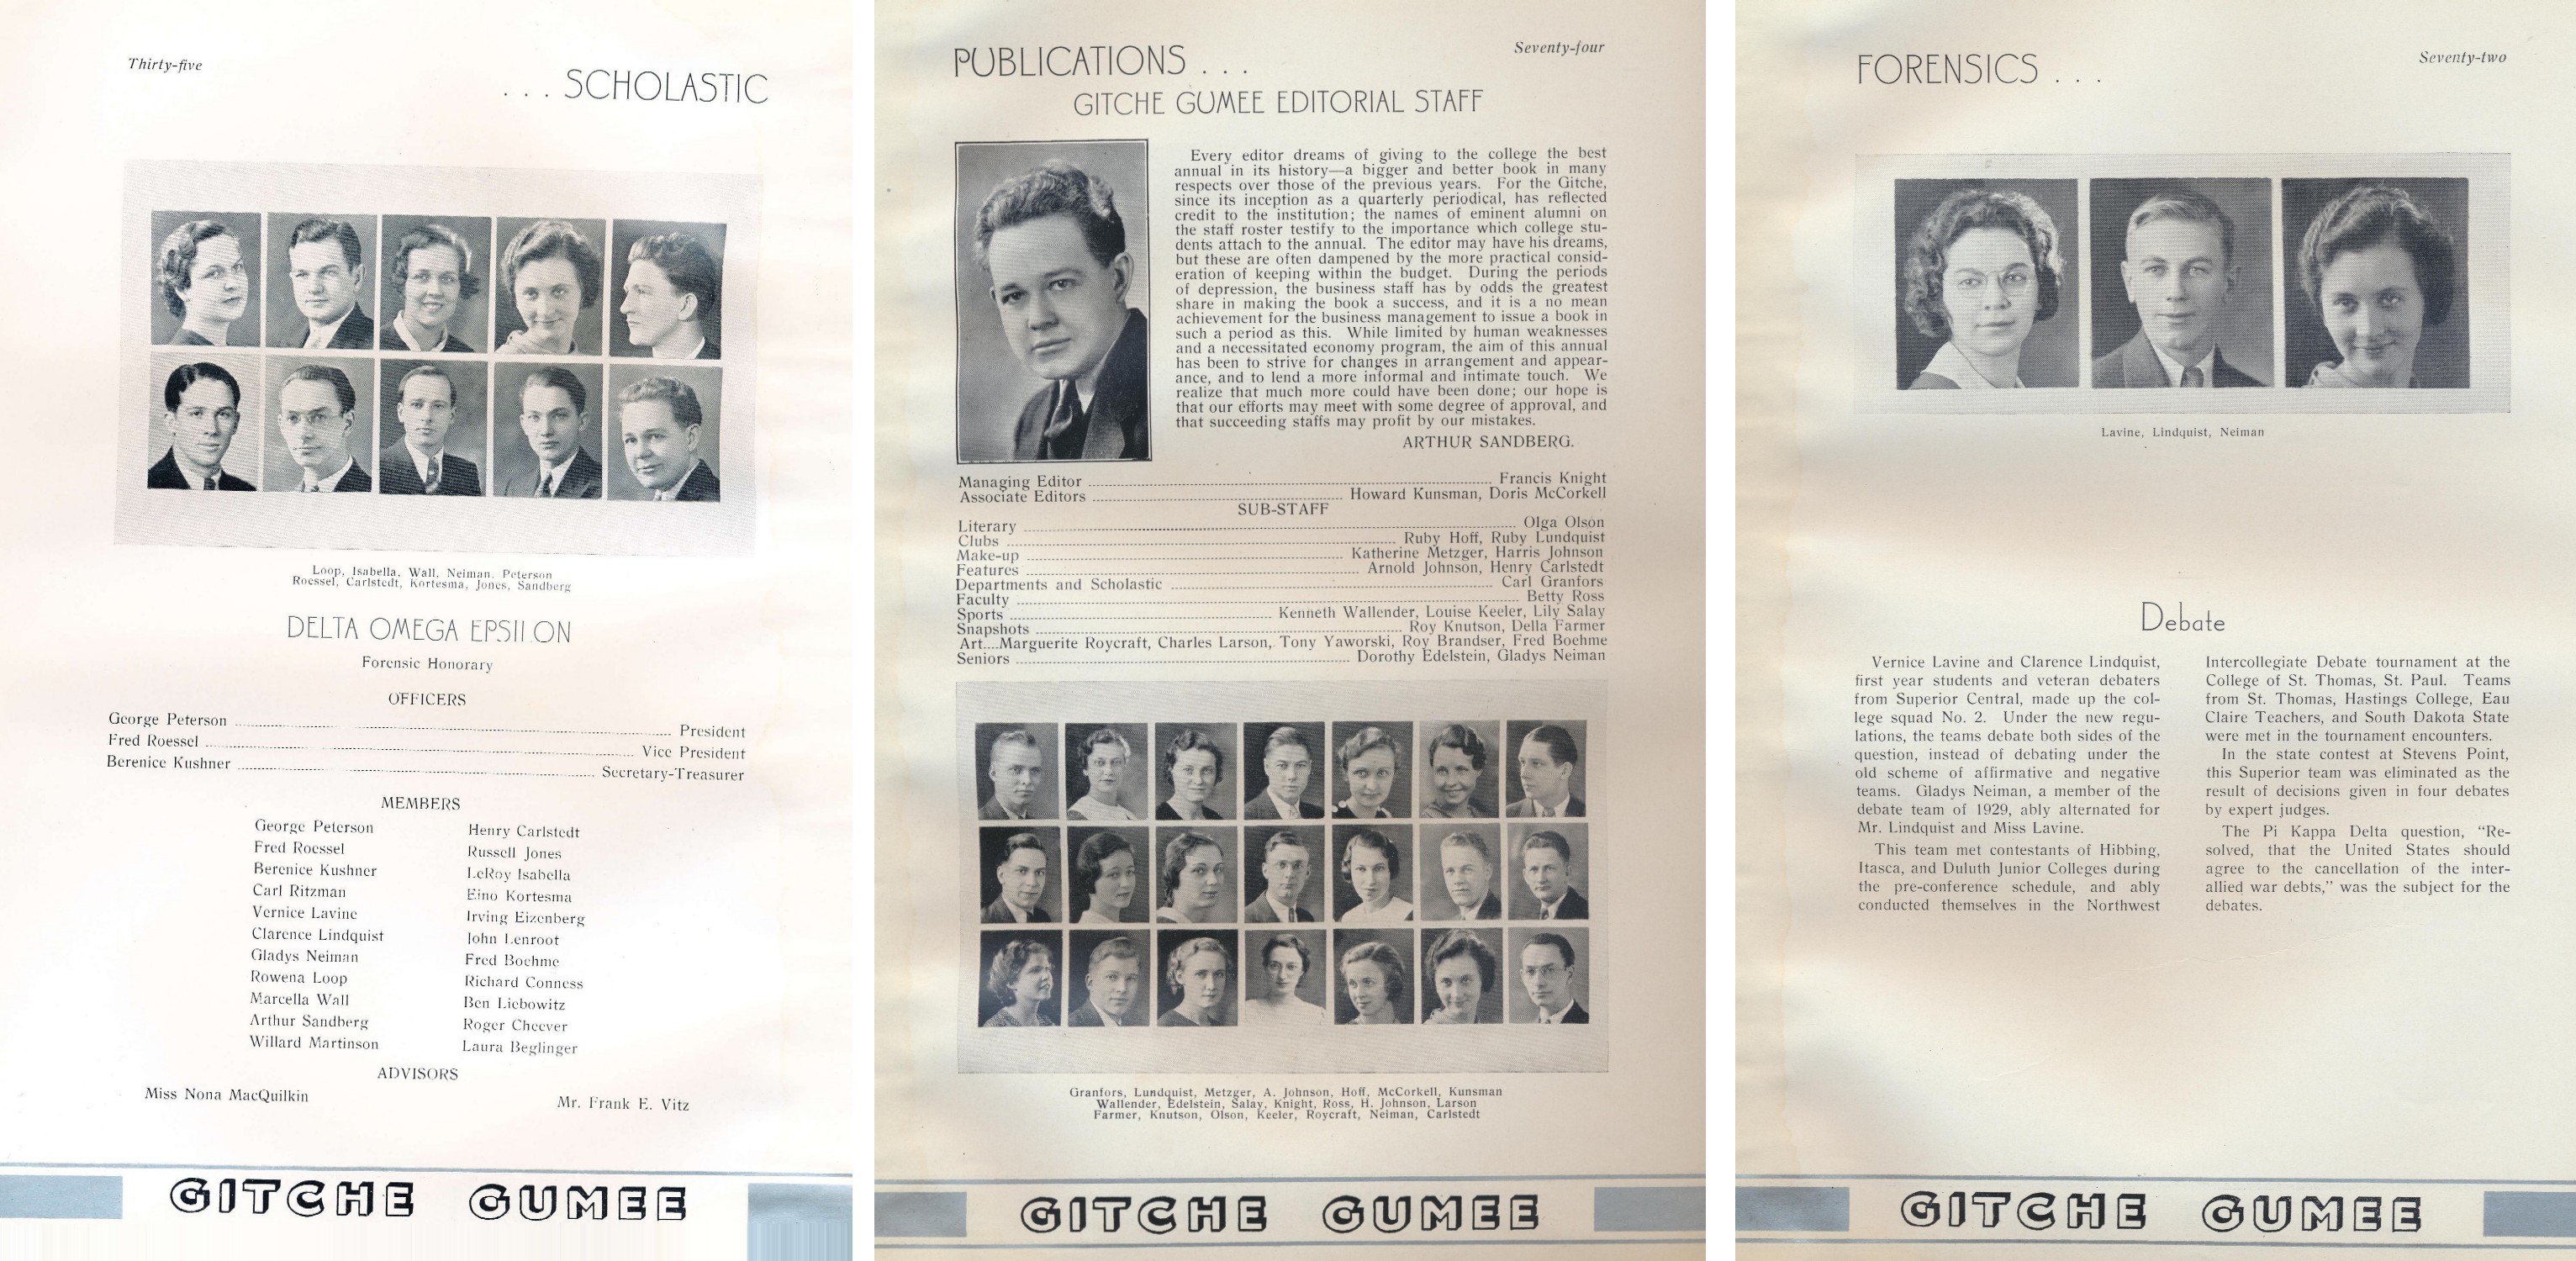 Thirty-five
. . . SCHOLASTIC
Loop, Isabella, Wall, Neiman, Peterson
Roessel, Carlstedt, Kortesma, Jones, Sandberg
DELTA OMEGA EPSILON
Forensic Honorary
OFFICERS
George Peterson ........ President
Fred Roessel ........ Vice President
Berenice Kushner ........ Secretary-Treasurer
MEMBERS
George Peterson Henry Carlstedt
Fred Roessel Russell Jones
Berenice Kushner LeRoy Isabella
Carl Ritzman Eino Kortesma
Vernice Lavine Irving Eizenberg
Clarence Lindquist John Lenroot
Gladys Neiman Fred Boehme
Rowena Loop Richard Conness
Marcella Wall Ben Liebowitz
Arthur Sandberg Roger Cheever
Willard Martinson Laura Beglinger
ADVISORS
Miss Nona MacQuilkin Mr. Frank E. Vitz
GITCHE GUMEE
Seventy-four
PUBLICATIONS . . .
GITCHE GUMEE EDITORIAL STAFF
Every editor dreams of giving to the college the best
annual in its history—a bigger and better book in many
respects over those of the previous years. For the Gitche,
since its inception as a quarterly periodical, has reflected
credit to the institution; the names of eminent alumni on
the staff roster testify to the importance which college stu-
dents attach to the annual. The editor may have his dreams,
but these are often dampened by the more practical consid-
eration of keeping within the budget. During the periods
of depression, the business staff has by odds the greatest
share in making the book a success, and it is a no mean
achievement for the business management to issue a book in
such a period as this. While limited by human weaknesses
and a necessitated economy program, the aim of this annual
has been to strive for changes in arrangement and appear-
ance, and to lend a more informal and intimate touch. We
realize that much more could have been done; our hope is
that our efforts may meet with some degree of approval, and
that succeeding staffs may profit by our mistakes.
ARTHUR SANDBERG.
Managing Editor ........ Francis Knight
Associate Editors ........ Howard Kunsman, Doris McCorkell
SUB-STAFF
Literary ........ Olga Olson
Clubs ........ Ruby Hoff, Ruby Lundquist
Make-up ........ Katherine Metzger, Harris Johnson
Features ........ Arnold Johnson, Henry Carlstedt
Departments and Scholastic ........ Carl Granfors
Faculty ........ Betty Ross
Sports ........ Kenneth Wallender, Louise Keeler, Lily Salay
Snapshots ........ Roy Knutson, Della Farmer
Art....Marguerite Roycraft, Charles Larson, Tony Yaworski, Roy Brandser, Fred Boehme
Seniors ........ Dorothy Edelstein, Gladys Neiman
Granfors, Lundquist, Metzger, A. Johnson, Hoff, McCorkell, Kunsman
Wallender, Edelstein, Salay, Knight, Ross, H. Johnson, Larson
Farmer, Knutson, Olson, Keeler, Roycraft, Neiman, Carlstedt
GITCHE GUMEE
Seventy-two
FORENSICS . . .
Lavine, Lindquist, Neiman
Debate
Vernice Lavine and Clarence Lindquist,
first year students and veteran debaters
from Superior Central, made up the col-
lege squad No. 2. Under the new regu-
lations, the teams debate both sides of the
question, instead of debating under the
old scheme of affirmative and negative
teams. Gladys Neiman, a member of the
debate team of 1929, ably alternated for
Mr. Lindquist and Miss Lavine.
This team met contestants of Hibbing,
Itasca, and Duluth Junior Colleges during
the pre-conference schedule, and ably
conducted themselves in the Northwest
Intercollegiate Debate tournament at the
College of St. Thomas, St. Paul. Teams
from St. Thomas, Hastings College, Eau
Claire Teachers, and South Dakota State
were met in the tournament encounters.
In the state contest at Stevens Point,
this Superior team was eliminated as the
result of decisions given in four debates
by expert judges.
The Pi Kappa Delta question, “Re-
solved, that the United States should
agree to the cancellation of the inter-
allied war debts,” was the subject for the
debates.
GITCHE GUMEE